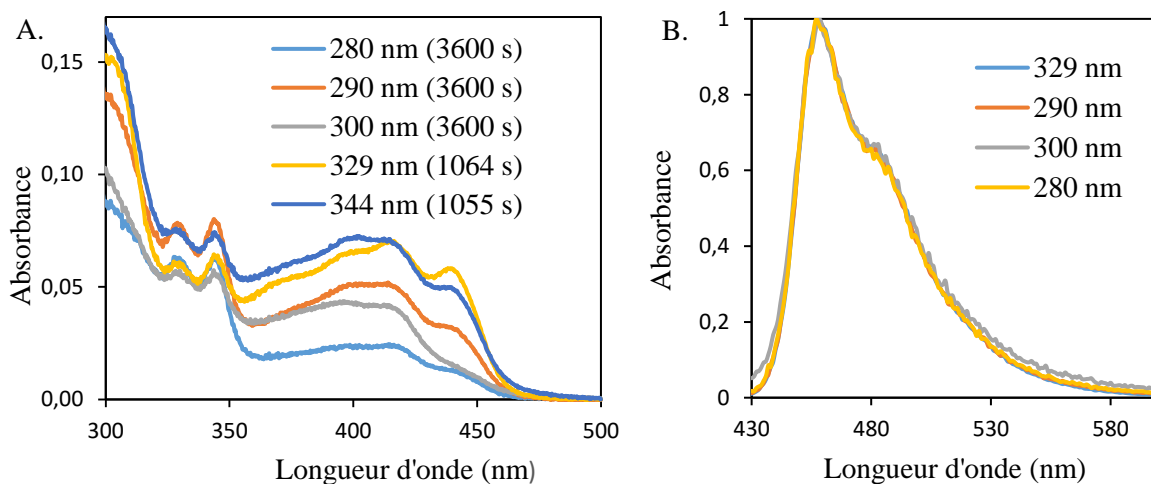 A.
280 nm (3600 s)
290 nm (3600 s)
300 nm (3600 s)
329 nm (1064 s)
344 nm (1055 s)
Absorbance
0,15
0,10
0,05
0,00
300
350
400
450
500
Longueur d'onde (nm)
B.
329 nm
290 nm
300 nm
280 nm
Absorbance
1
0,8
0,6
0,4
0,2
0
430
480
530
580
Longueur d'onde (nm)